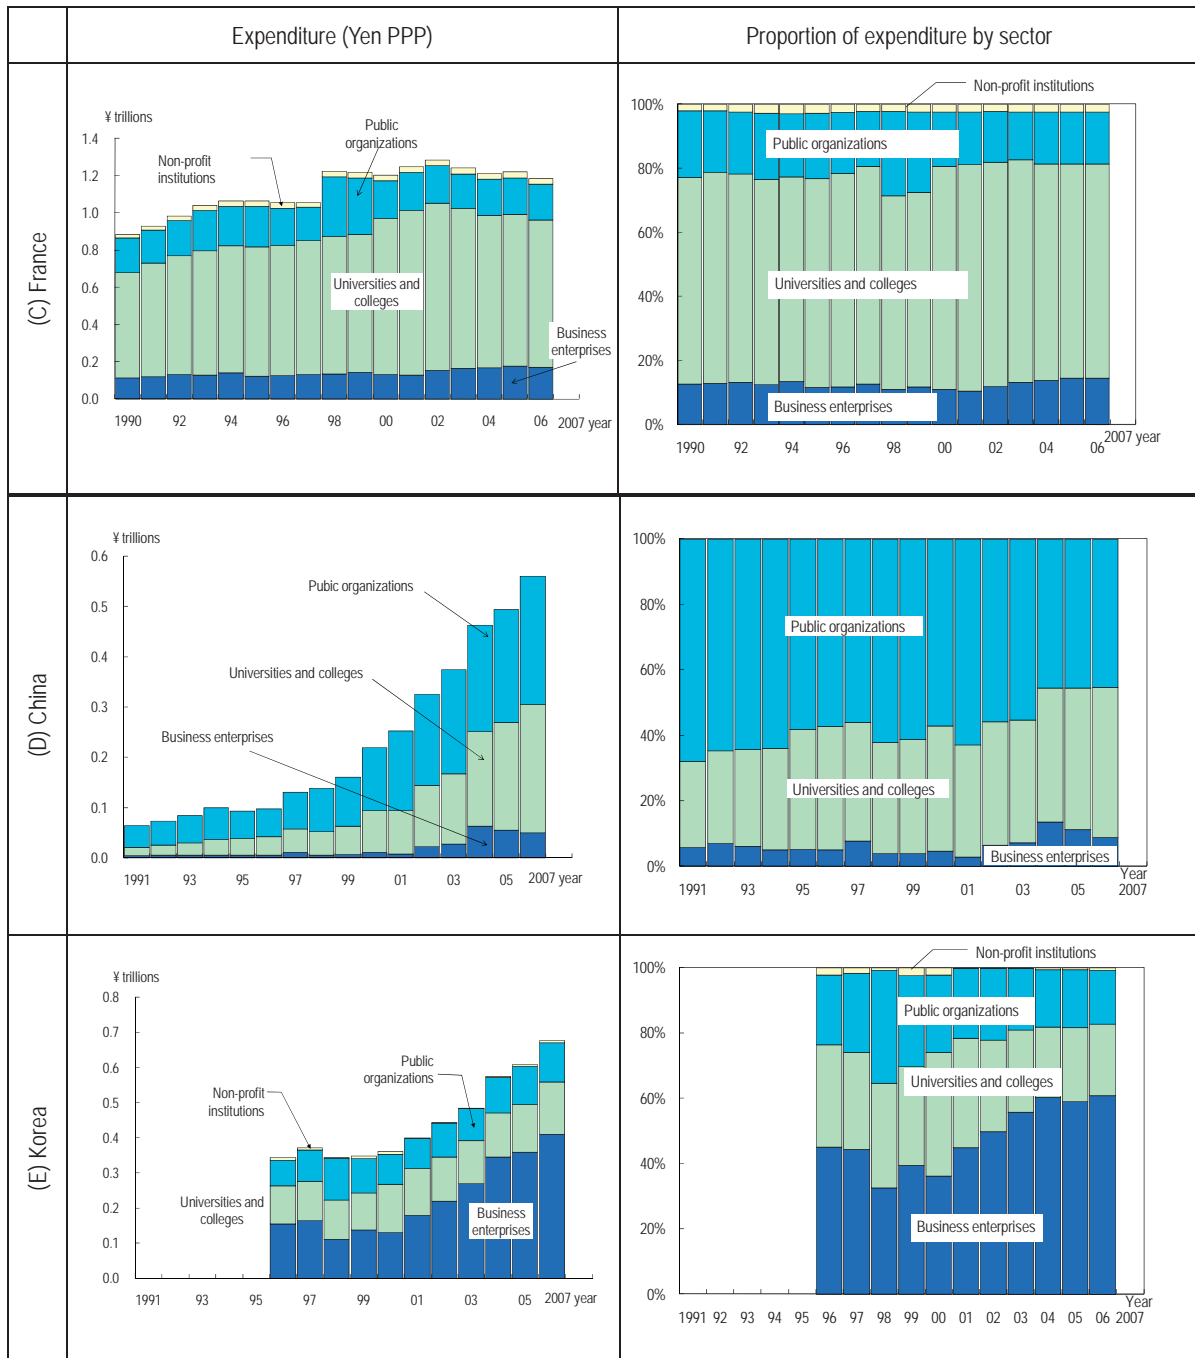 Expenditure (Yen PPP)
Proportion of expenditure by sector
(C) France
¥ trillions
1.4
1.2
1.0
0.8
0.6
0.4
0.2
0.0
Non-profit
institutions
Public
organizations
Universities and
colleges
Business
enterprises
1990 92 94 96 98 00 02 04 06 2007 year
Non-profit institutions
100%
80%
60%
40%
20%
0%
Public organizations
Universities and colleges
Business enterprises
1990 92 94 96 98 00 02 04 06 2007 year
(D) China
¥ trillions
0.6
0.5
0.4
0.3
0.2
0.1
0.0
Pubic organizations
Universities and colleges
Business enterprises
1991 93 95 97 99 01 03 05 2007 year
100%
80%
60%
40%
20%
0%
Public organizations
Universities and colleges
Business enterprises
Year
1991 93 95 97 99 01 03 05 2007
(E) Korea
¥ trillions
0.8
0.7
0.6
0.5
0.4
0.3
0.2
0.1
0.0
Public
organizations
Non-profit
institutions
Universities and
colleges
Business
enterprises
1991 93 95 97 99 01 03 05 2007 year
Non-profit institutions
100%
80%
60%
40%
20%
0%
Public organizations
Universities and colleges
Business enterprises
Year
1991 92 93 94 95 96 97 98 99 00 01 02 03 04 05 06 2007